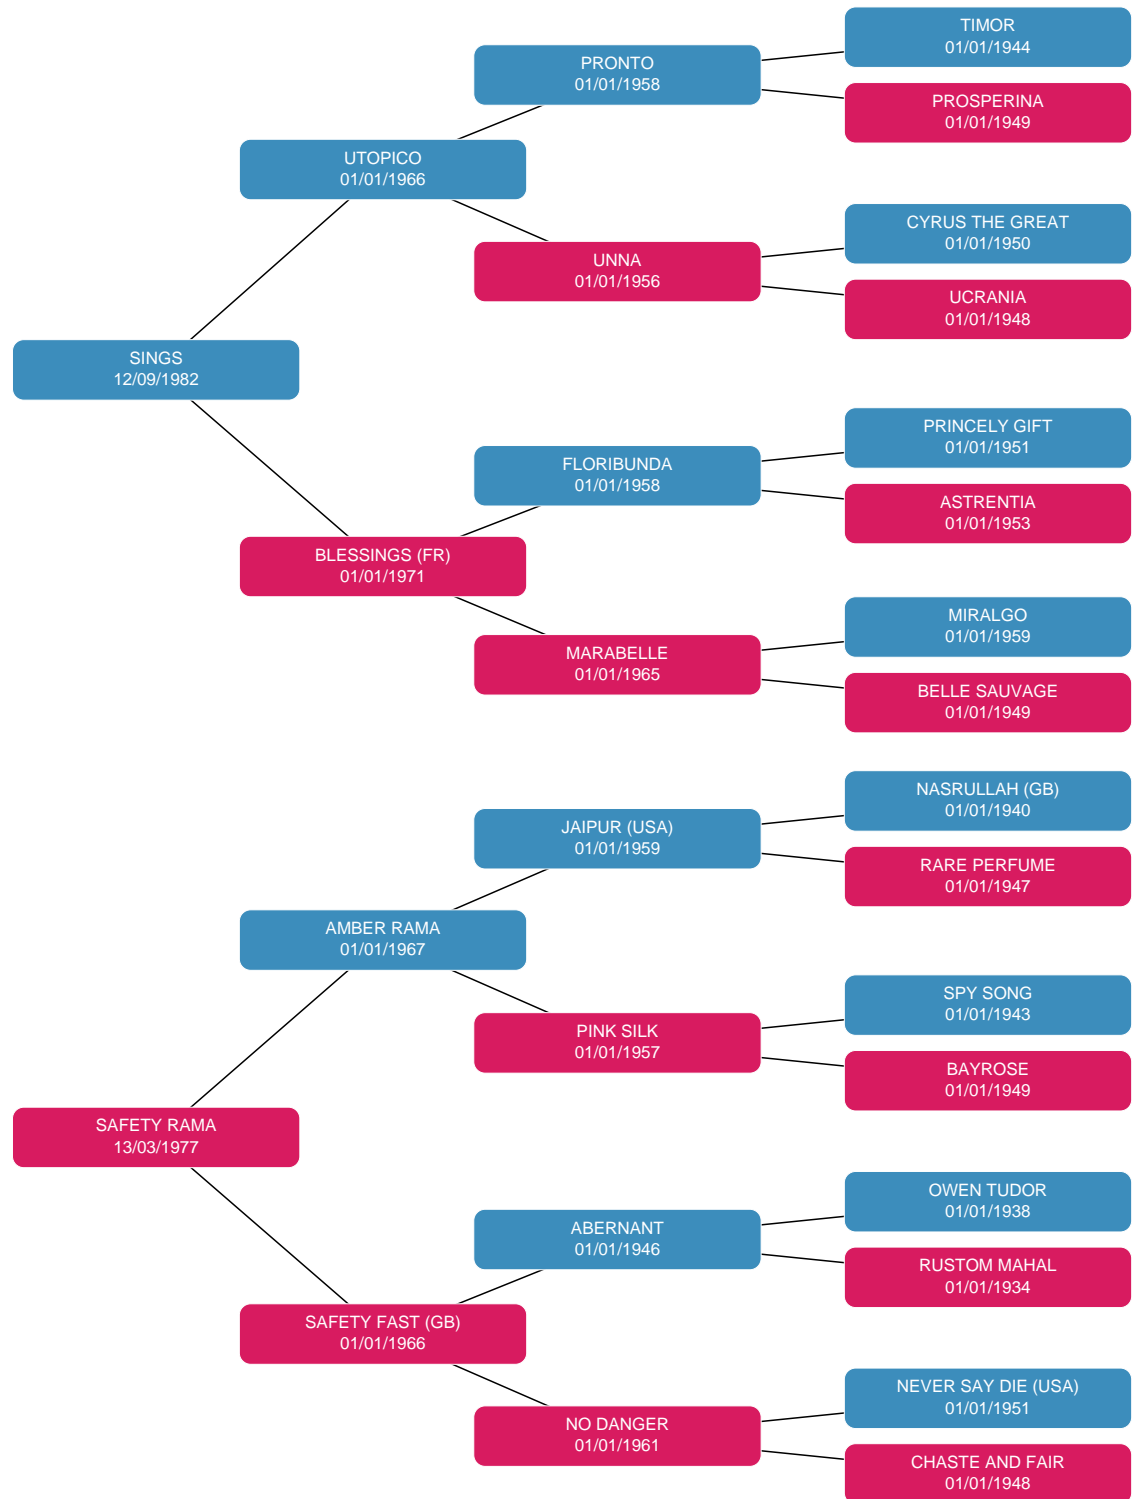 TIMOR
01/01/1944
PRONTO
01/01/1958
PROSPERINA
01/01/1949
UTOPICO
01/01/1966
CYRUS THE GREAT
01/01/1950
UNNA
01/01/1956
UCRANIA
01/01/1948
SINGS
12/09/1982
PRINCELY GIFT
01/01/1951
FLORIBUNDA
01/01/1958
ASTRENTIA
01/01/1953
BLESSINGS (FR)
01/01/1971
MIRALGO
01/01/1959
MARABELLE
01/01/1965
BELLE SAUVAGE
01/01/1949
NASRULLAH (GB)
01/01/1940
JAIPUR (USA)
01/01/1959
RARE PERFUME
01/01/1947
AMBER RAMA
01/01/1967
SPY SONG
01/01/1943
PINK SILK
01/01/1957
BAYROSE
01/01/1949
SAFETY RAMA
13/03/1977
OWEN TUDOR
01/01/1938
ABERNANT
01/01/1946
RUSTOM MAHAL
01/01/1934
SAFETY FAST (GB)
01/01/1966
NEVER SAY DIE (USA)
01/01/1951
NO DANGER
01/01/1961
CHASTE AND FAIR
01/01/1948